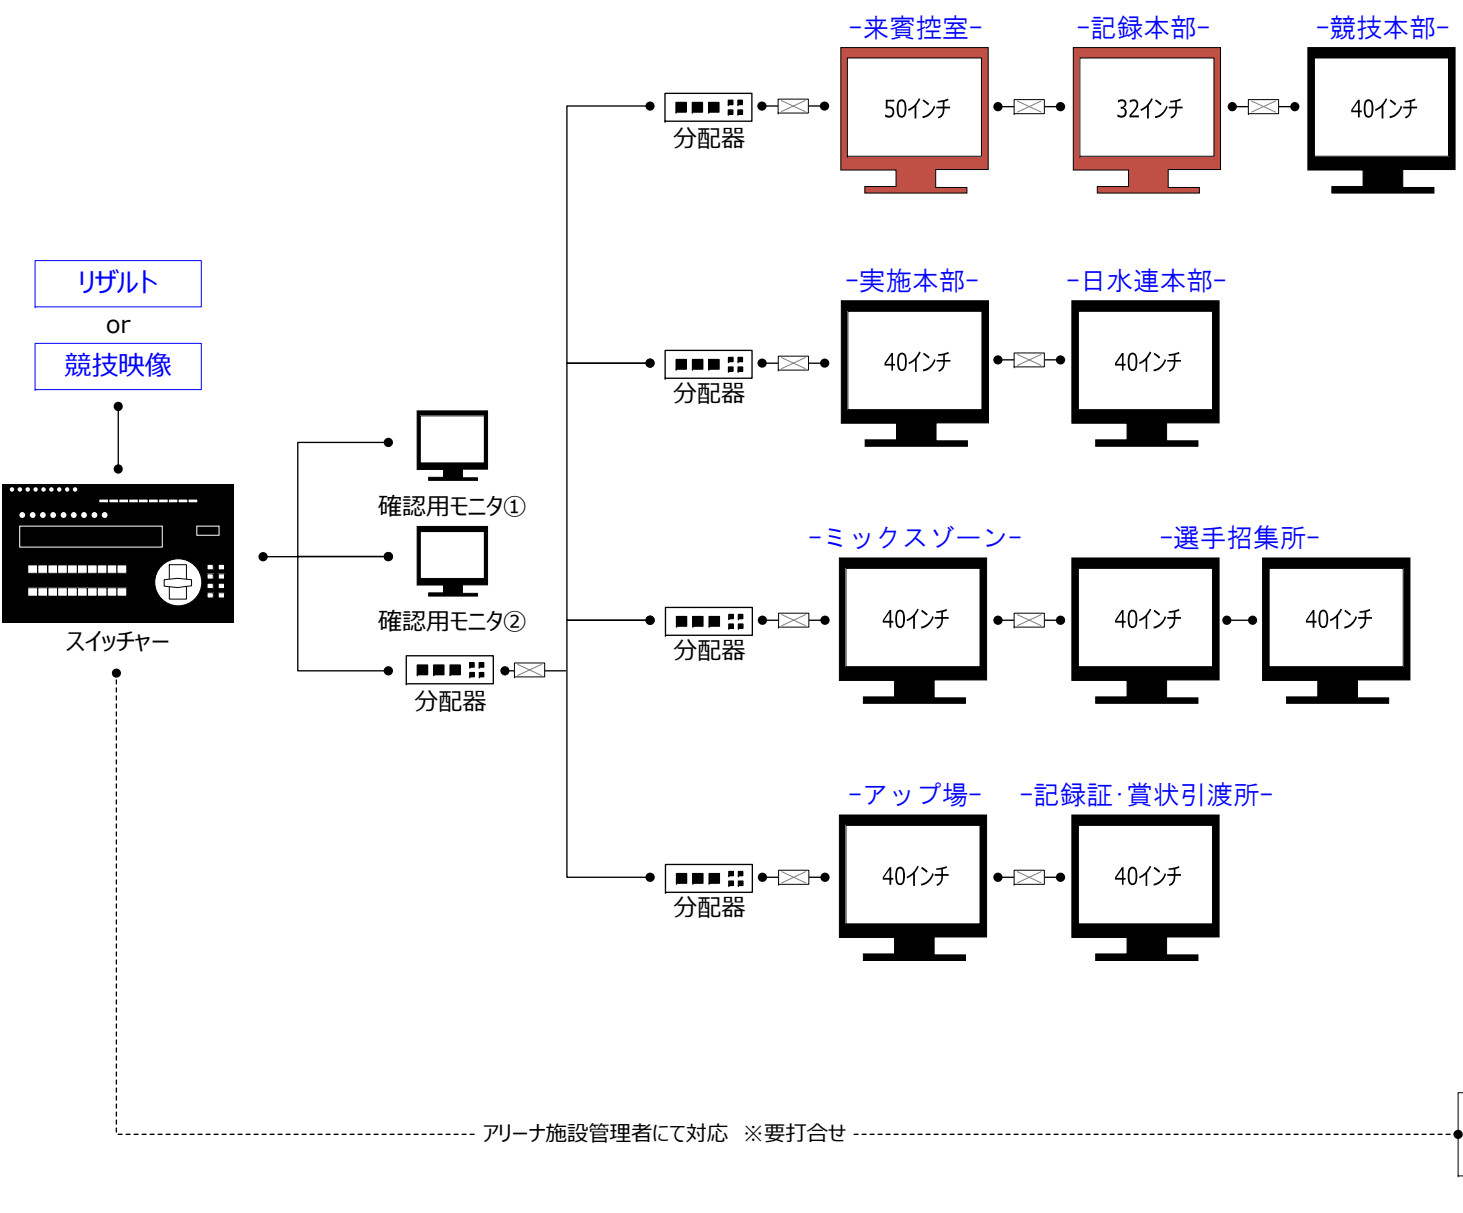 -来賓控室-
-記録本部-
-競技本部-
50インチ
32インチ
40インチ
分配器
リザルト
or
競技映像
-実施本部-
-日水連本部-
40インチ
40インチ
分配器
確認用モニタ①
確認用モニタ②
スイッチャー
分配器
-ミックスゾーン-
-選手招集所-
40インチ
40インチ
40インチ
分配器
-アップ場-
-記録証・賞状引渡所-
40インチ
40インチ
分配器
アリーナ施設管理者にて対応 ※要打合せ